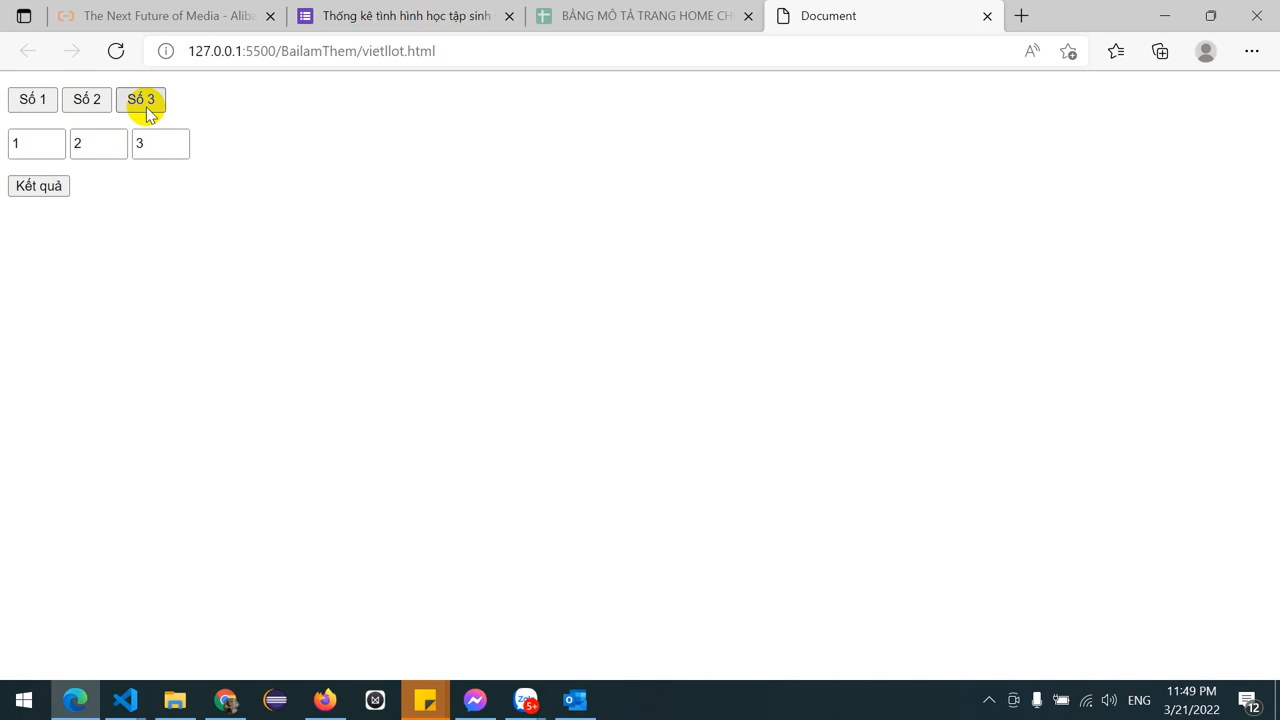 The Next Future of Media - Aliba
Thống kê tình hình học tập sinh
BẢNG MÔ TẢ TRANG HOME CH
Document
127.0.0.1:5500/BailamThem/vietllot.html
Số 1 Số 2 Số 3
1 2 3
Kết quả
Zalo 5+
ENG
11:49 PM
3/21/2022
12